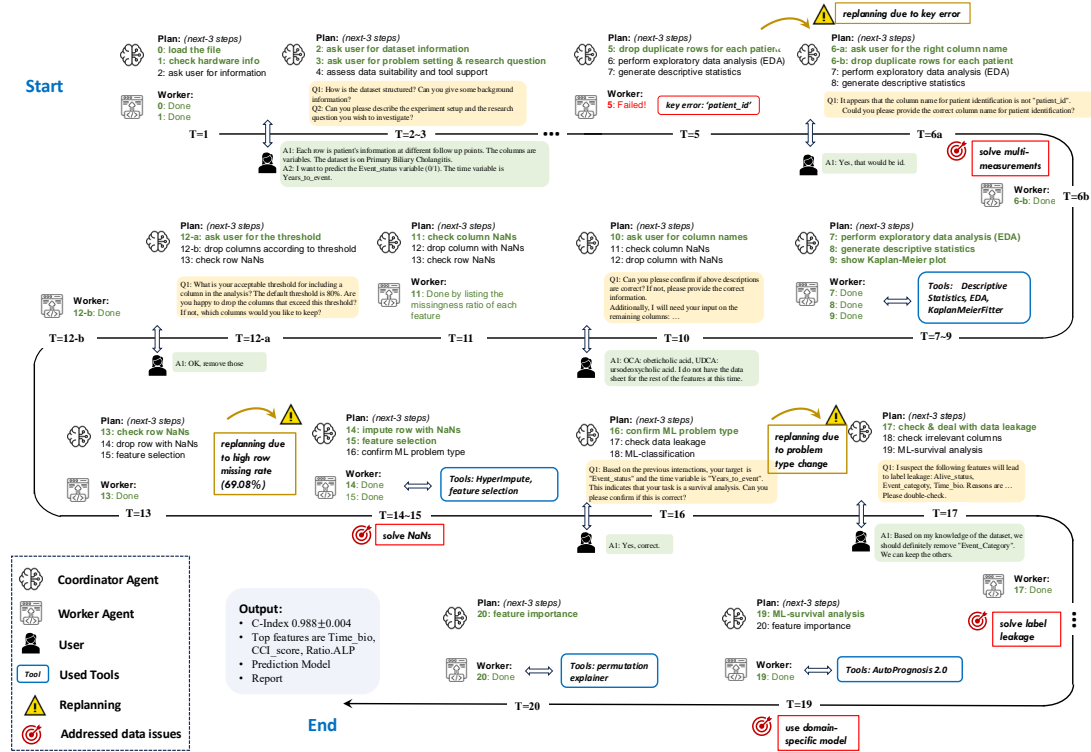 Start
Plan: (next-3 steps)
0: load the file
1: check hardware info
2: ask user for information
Worker:
0: Done
1: Done
T=1
Plan: (next-3 steps)
2: ask user for dataset information
3: ask user for problem setting & research question
4: assess data suitability and tool support
Q1: How is the dataset structured? Can you give some background
information?
Q2: Can you please describe the experiment setup and the research
question you wish to investigate?
T=2~3
A1: Each row is patient's information at different follow up points. The columns are
variables. The dataset is on Primary Biliary Cholangitis.
A2: I want to predict the Event_status variable (0/1). The time variable is
Years_to_event.
•••
Plan: (next-3 steps)
5: drop duplicate rows for each patient
6: perform exploratory data analysis (EDA)
7: generate descriptive statistics
Worker:
5: Failed!
key error: 'patient_id'
T=5
replanning due to key error
Plan: (next-3 steps)
6-a: ask user for the right column name
6-b: drop duplicate rows for each patient
7: perform exploratory data analysis (EDA)
8: generate descriptive statistics
Q1: It appears that the column name for patient identification is not "patient_id".
Could you please provide the correct column name for patient identification?
T=6a
A1: Yes, that would be id.
solve multi-
measurements
Worker:
6-b: Done
T=6b
Plan: (next-3 steps)
7: perform exploratory data analysis (EDA)
8: generate descriptive statistics
9: show Kaplan-Meier plot
Worker:
7: Done
8: Done
9: Done
Tools: Descriptive
Statistics, EDA,
KaplanMeierFitter
T=7~9
Plan: (next-3 steps)
10: ask user for column names
11: check column NaNs
12: drop column with NaNs
Q1: Can you please confirm if above descriptions
are correct? If not, please provide the correct
information.
Additionally, I will need your input on the
remaining columns: …
T=10
A1: OCA: obeticholic acid, UDCA:
ursodeoxycholic acid. I do not have the data
sheet for the rest of the features at this time.
Plan: (next-3 steps)
11: check column NaNs
12: drop column with NaNs
13: check row NaNs
Worker:
11: Done by listing the
missingness ratio of each
feature
T=11
Plan: (next-3 steps)
12-a: ask user for the threshold
12-b: drop columns according to threshold
13: check row NaNs
Q1: What is your acceptable threshold for including a
column in the analysis? The default threshold is 80%. Are
you happy to drop the columns that exceed this threshold?
If not, which columns would you like to keep?
T=12-a
A1: OK, remove those
Worker:
12-b: Done
T=12-b
Plan: (next-3 steps)
13: check row NaNs
14: drop row with NaNs
15: feature selection
Worker:
13: Done
T=13
replanning due
to high row
missing rate
(69.08%)
Plan: (next-3 steps)
14: impute row with NaNs
15: feature selection
16: confirm ML problem type
Worker:
14: Done
15: Done
Tools: HyperImpute,
feature selection
T=14~15
solve NaNs
Plan: (next-3 steps)
16: confirm ML problem type
17: check data leakage
18: ML-classification
Q1: Based on the previous interactions, your target is
"Event_status" and the time variable is "Years_to_event".
This indicates that your task is a survival analysis. Can you
please confirm if this is correct?
T=16
A1: Yes, correct.
replanning due
to problem
type change
Plan: (next-3 steps)
17: check & deal with data leakage
18: check irrelevant columns
19: ML-survival analysis
Q1: I suspect the following features will lead
to label leakage: Alive_status,
Event_category, Time_bio. Reasons are …
Please double-check.
T=17
A1: Based on my knowledge of the dataset, we
should definitely remove "Event_Category".
We can keep the others.
Worker:
17: Done
solve label
leakage
Plan: (next-3 steps)
19: ML-survival analysis
20: feature importance
Worker:
19: Done
Tools: AutoPrognosis 2.0
T=19
use domain-
specific model
Plan: (next-3 steps)
20: feature importance
Worker:
20: Done
Tools: permutation
explainer
T=20
Output:
• C-Index 0.988±0.004
• Top features are Time_bio,
CCI_score, Ratio.ALP
• Prediction Model
• Report
End
Coordinator Agent
Worker Agent
User
Tool
Used Tools
Replanning
Addressed data issues